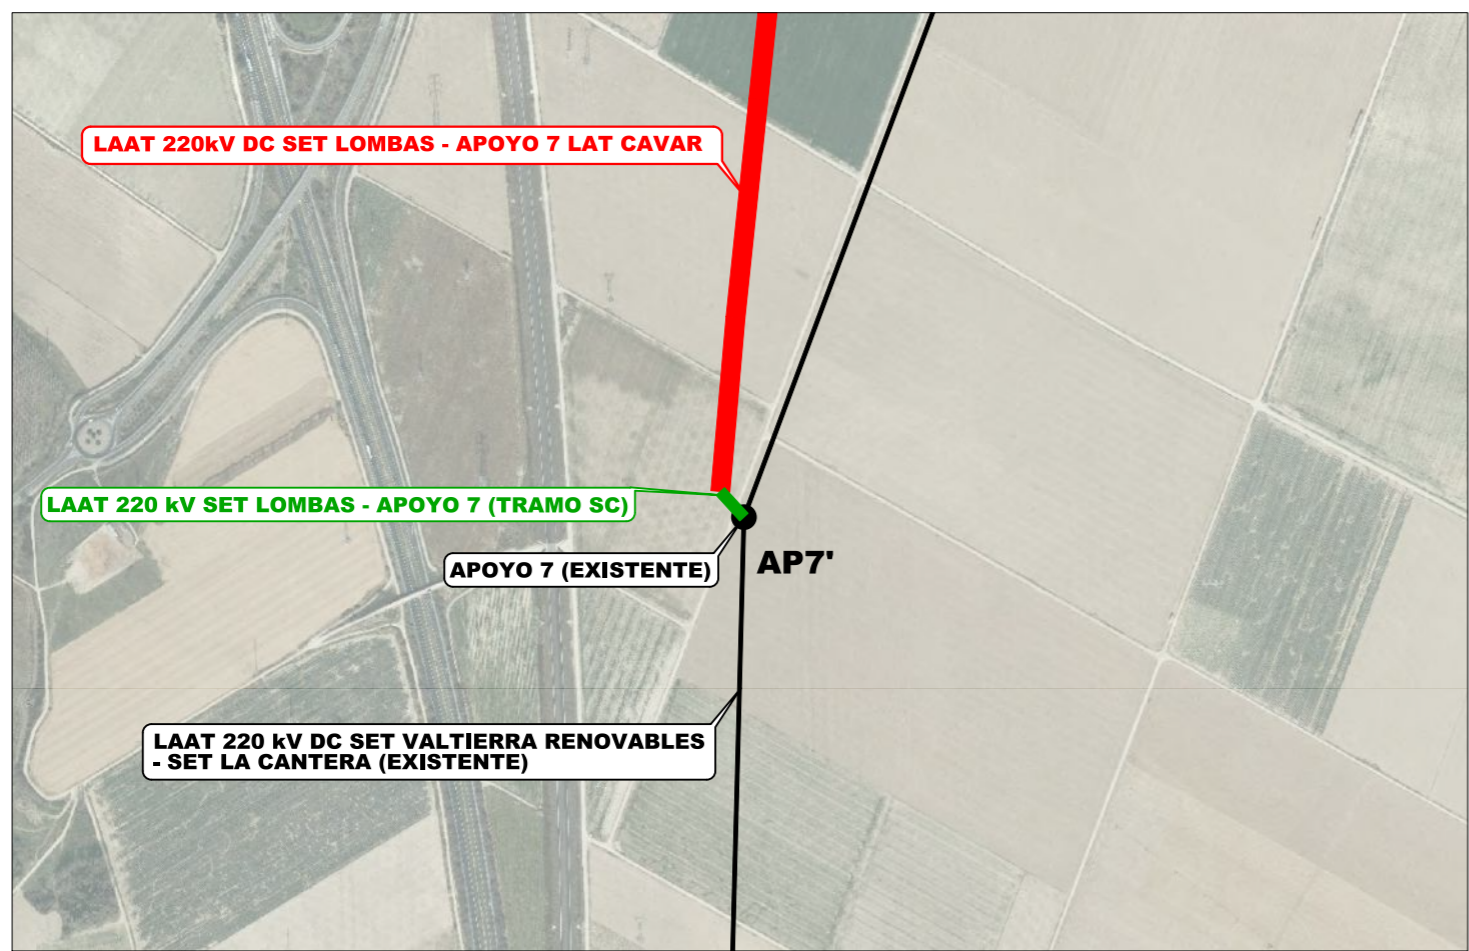 LAAT 220kV DC SET LOMBAS - APOYO 7 LAT CAVAR
LAAT 220 kV SET LOMBAS - APOYO 7 (TRAMO SC)
APOYO 7 (EXISTENTE)
AP7'
LAAT 220 kV DC SET VALTIERRA RENOVABLES
- SET LA CANTERA (EXISTENTE)